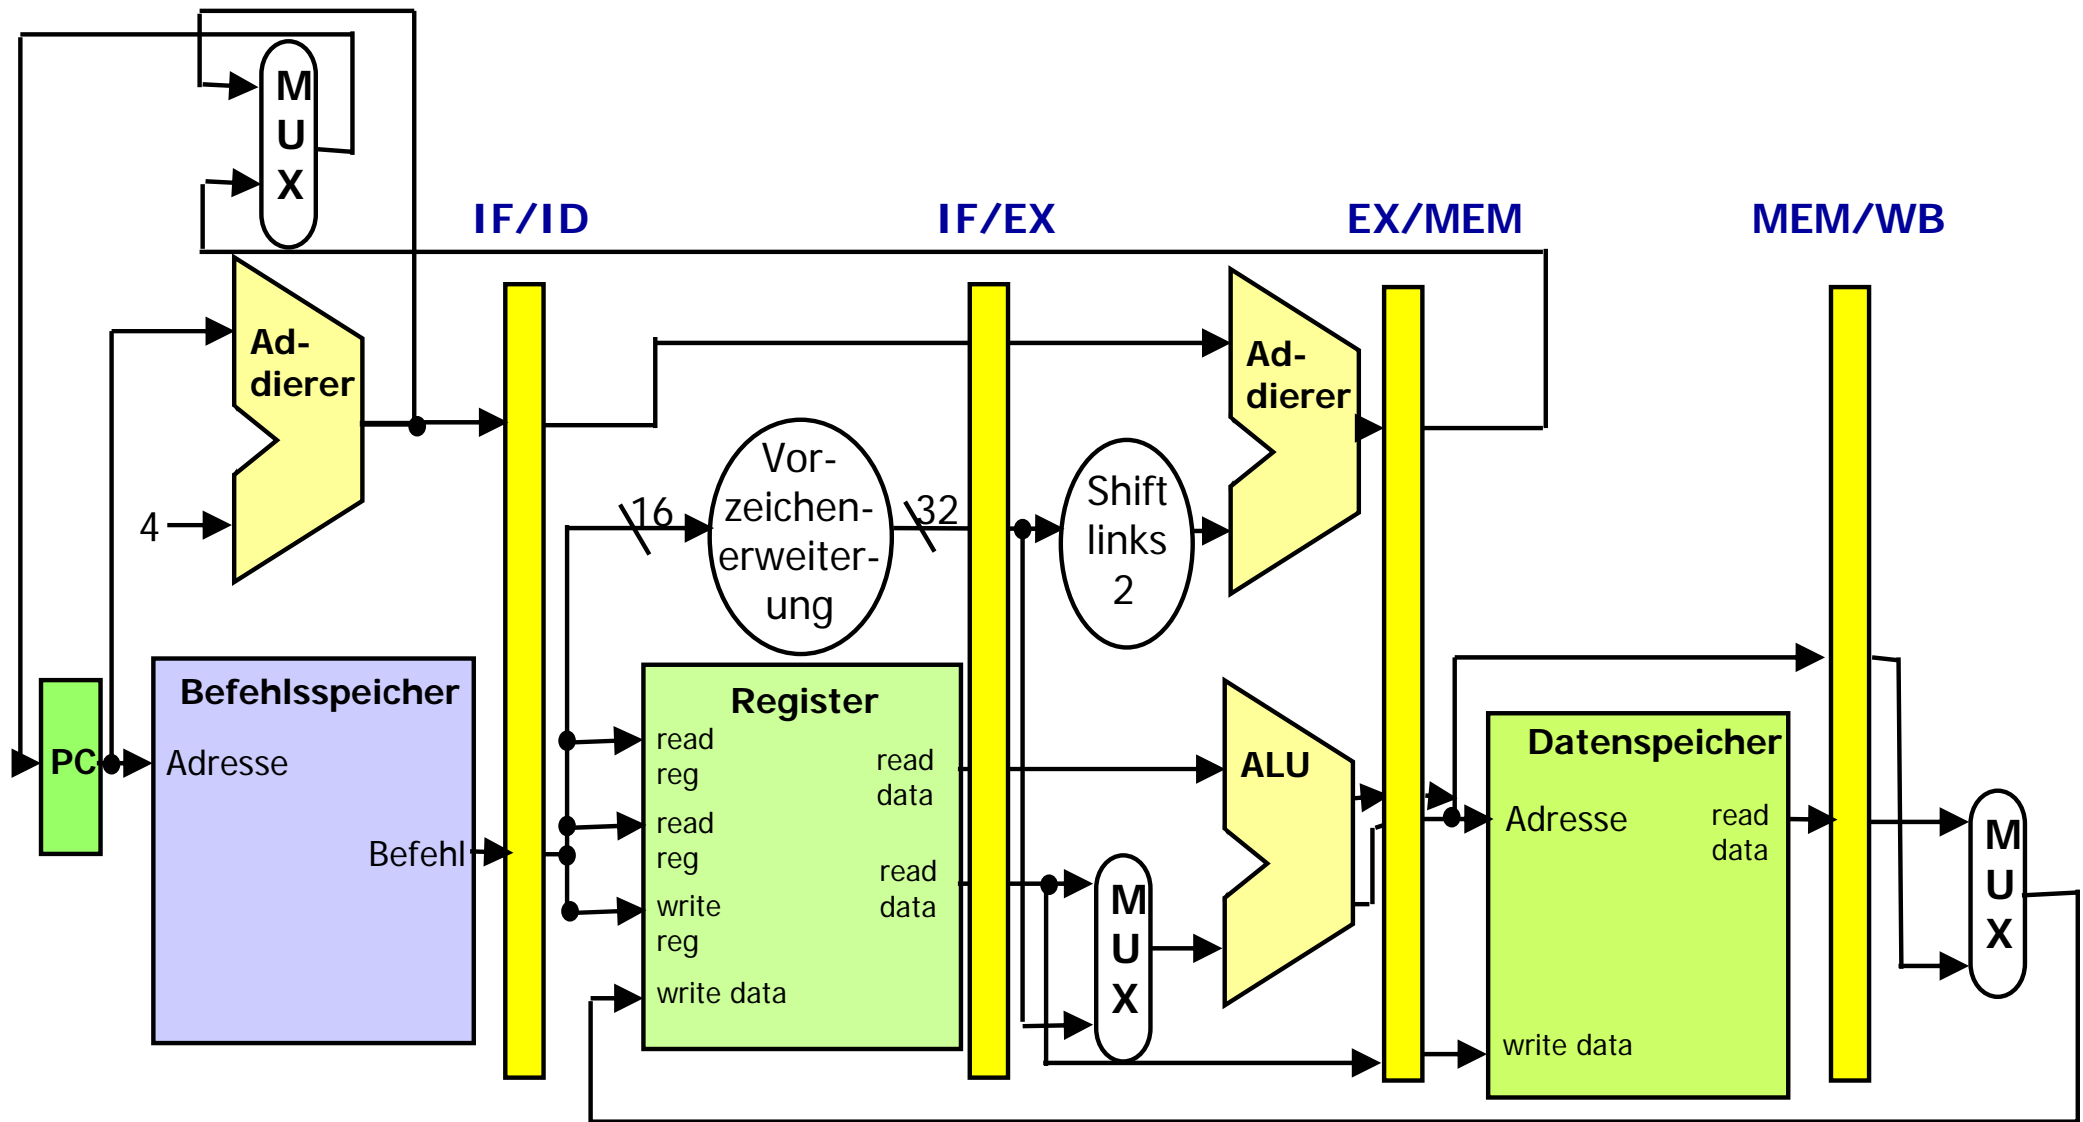 M
U
X
IF/ID
IF/EX
EX/MEM
MEM/WB
Ad-
dierer
4
16
Vor-
zeichen-
erweiter-
ung
32
Shift
links
2
Ad-
dierer
PC
Befehlsspeicher
Adresse
Befehl
Register
read
reg
read
reg
write
reg
write data
read
data
read
data
M
U
X
ALU
Datenspeicher
Adresse
read
data
write data
M
U
X